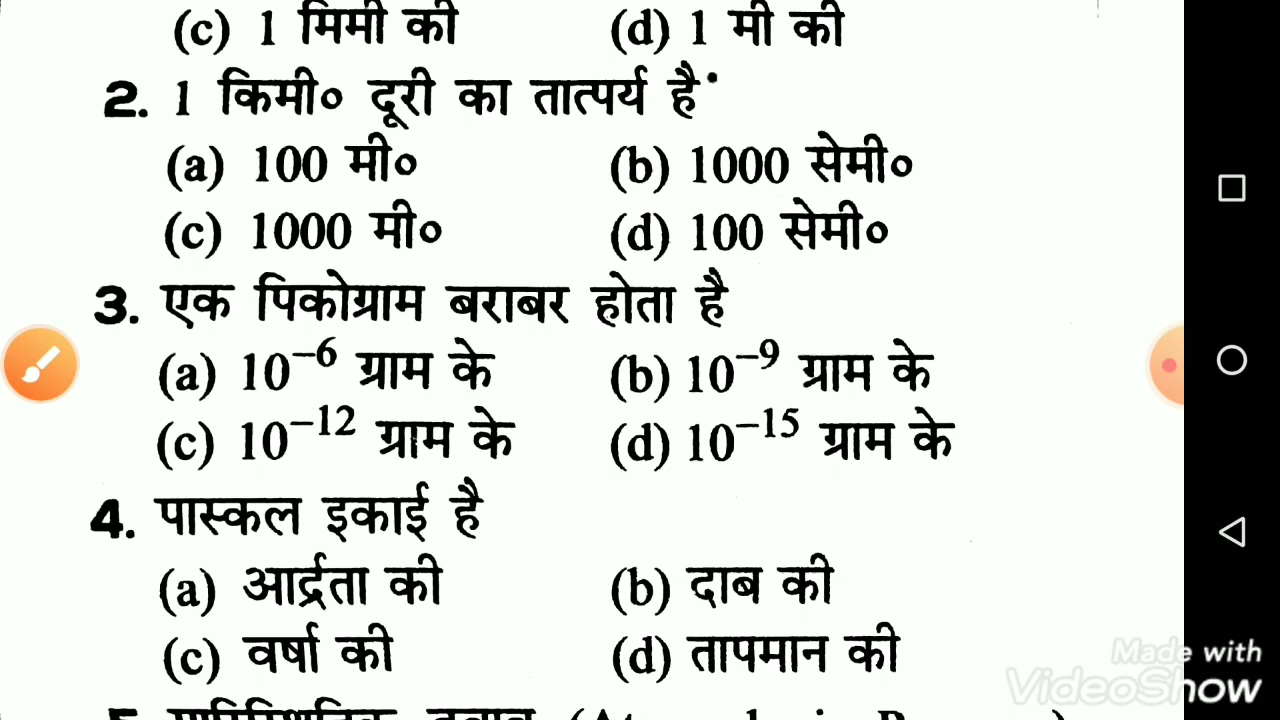 (c) 1 मिमी की (d) 1 मी की
2. 1 किमी० दूरी का तात्पर्य है
(a) 100 मी० (b) 1000 सेमी०
(c) 1000 मी० (d) 100 सेमी०
3. एक पिकोग्राम बराबर होता है
(a) 10⁻⁶ ग्राम के (b) 10⁻⁹ ग्राम के
(c) 10⁻¹² ग्राम के (d) 10⁻¹⁵ ग्राम के
4. पास्कल इकाई है
(a) आर्द्रता की (b) दाब की
(c) वर्षा की (d) तापमान की
Made with
VideoShow